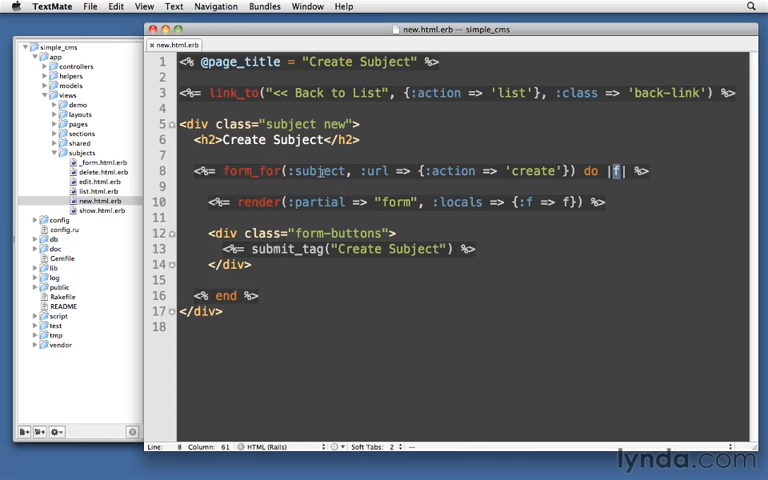 TextMate File Edit View Text Navigation Bundles Window Help
new.html.erb — simple_cms
new.html.erb
simple_cms
app
controllers
helpers
models
views
demo
layouts
pages
sections
shared
subjects
_form.html.erb
delete.html.erb
edit.html.erb
list.html.erb
new.html.erb
show.html.erb
config
config.ru
db
doc
Gemfile
lib
log
public
Rakefile
README
script
test
tmp
vendor
1 <% @page_title = "Create Subject" %>
2
3 <%= link_to("<< Back to List", {:action => 'list'}, :class => 'back-link') %>
4
5 <div class="subject new">
6 <h2>Create Subject</h2>
7
8 <%= form_for(:subject, :url => {:action => 'create'}) do |f| %>
9
10 <%= render(:partial => "form", :locals => {:f => f}) %>
11
12 <div class="form-buttons">
13 <%= submit_tag("Create Subject") %>
14 </div>
15
16 <% end %>
17 </div>
18
Line: 8 Column: 61 HTML (Rails) Soft Tabs: 2 —
lynda.com